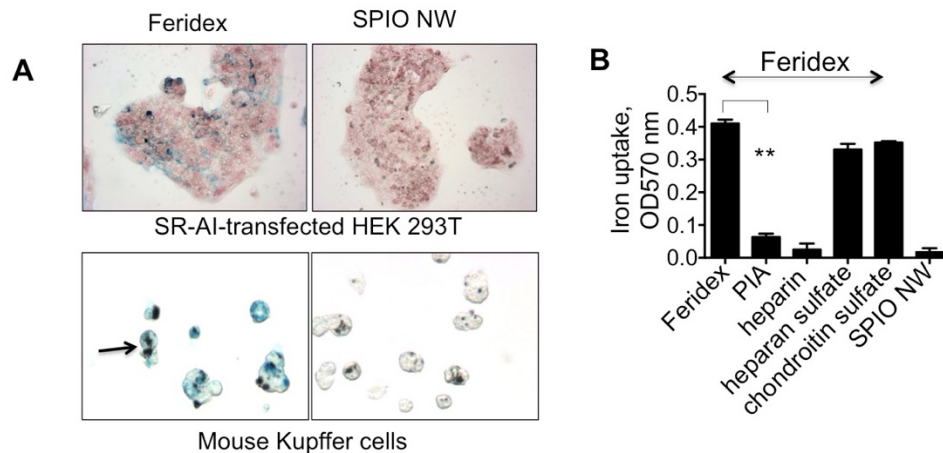 A
Feridex
SPIO NW
SR-AI-transfected HEK 293T
Mouse Kupffer cells
B
Feridex
Iron uptake,
OD570 nm
0.5
0.4
0.3
0.2
0.1
0.0
**
Feridex
PIA
heparin
heparan sulfate
chondroitin sulfate
SPIO NW